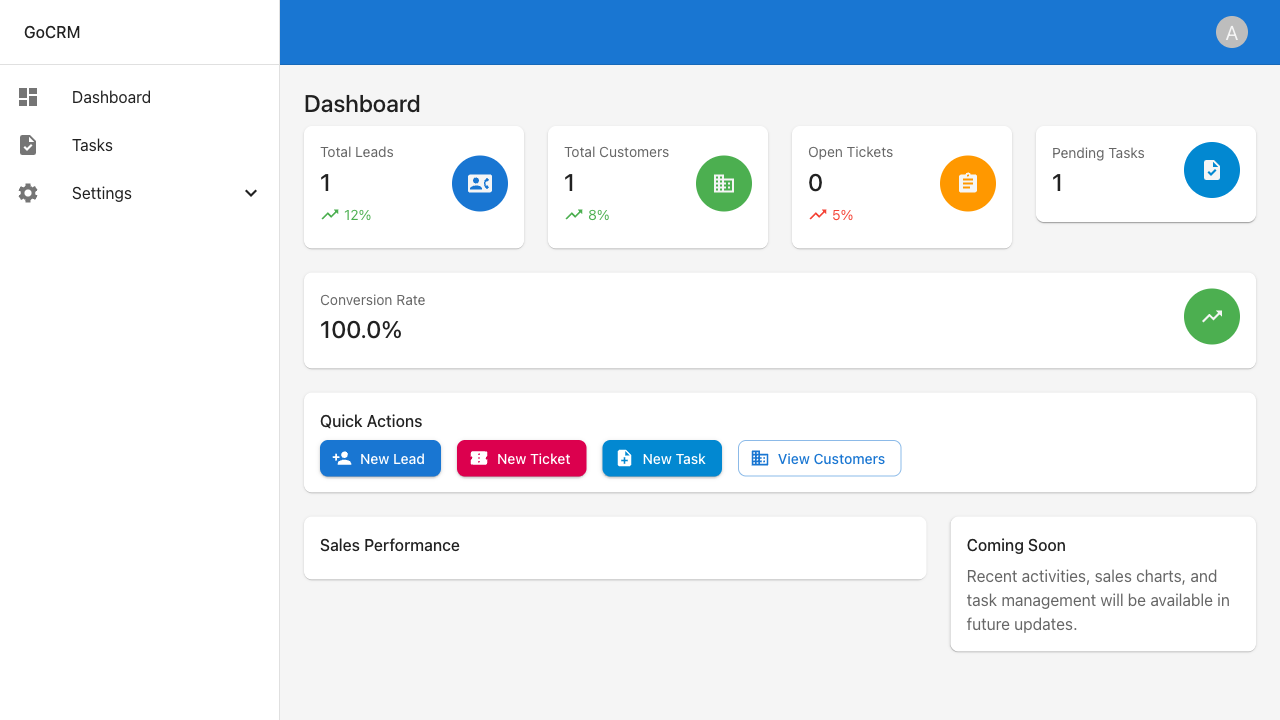 GoCRM
A
Dashboard
Tasks
Settings
Dashboard
Total Leads
1
12%
Total Customers
1
8%
Open Tickets
0
5%
Pending Tasks
1
Conversion Rate
100.0%
Quick Actions
New Lead
New Ticket
New Task
View Customers
Sales Performance
Coming Soon
Recent activities, sales charts, and
task management will be available in
future updates.